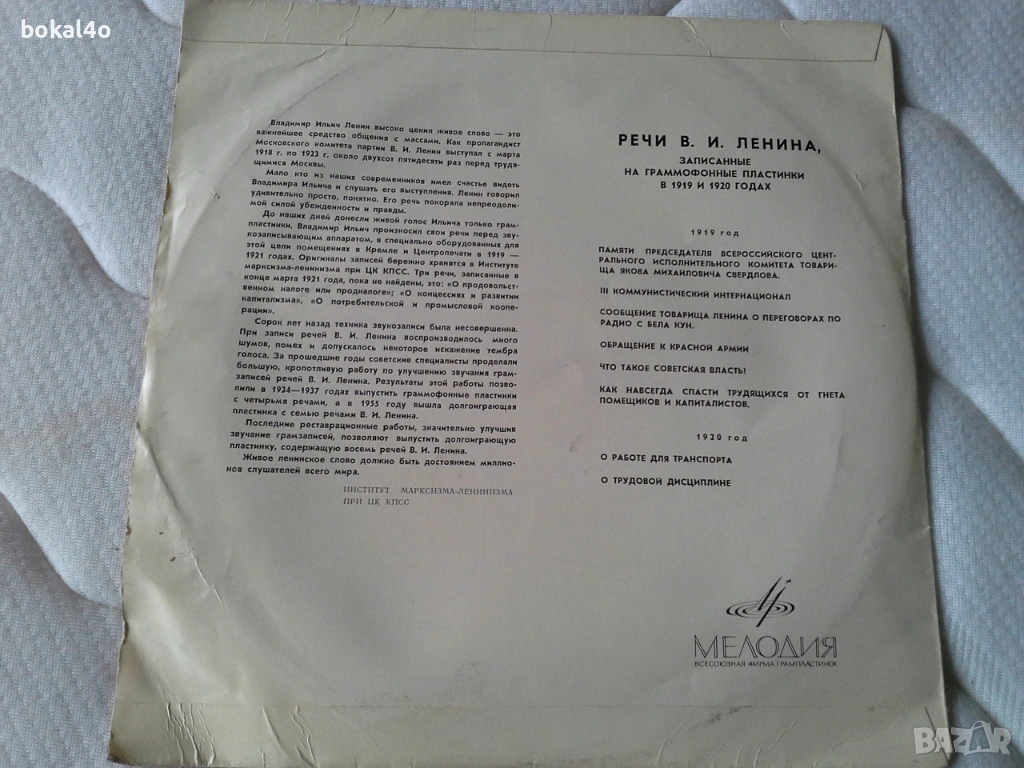 bokal4o
Владимир Ильич Ленин высоко ценил живое слово — это
важнейшее средство общения с массами. Как пропагандист
Московского комитета партии В. И. Ленин выступал с марта
1918 г. по 1923 г. около двухсот пятидесяти раз перед трудя-
щимися Москвы.
Мало кто из наших современников имел счастье видеть
Владимира Ильича и слушать его выступления. Ленин говорил
удивительно просто, понятно. Его речь покоряла непреодоли-
мой силой убежденности и правды.
До наших дней донесли живой голос Ильича только грам-
пластинки. Владимир Ильич произносил свои речи перед зву-
козаписывающим аппаратом, в специально оборудованных для
этой цели помещениях в Кремле и Центропечати в 1919 —
1921 годах. Оригиналы записей бережно хранятся в Институте
марксизма-ленинизма при ЦК КПСС. Три речи, записанные в
конце марта 1921 года, пока не найдены, это: «О продовольст-
венном налоге или продналоге»; «О концессиях и развитии
капитализма», «О потребительской и промысловой коопе-
рации».
Сорок лет назад техника звукозаписи была несовершенна.
При записи речей В. И. Ленина воспроизводилось много
шумов, помех и допускалось некоторое искажение тембра
голоса. За прошедшие годы советские специалисты проделали
большую, кропотливую работу по улучшению звучания грам-
записей речей В. И. Ленина. Результаты этой работы позво-
лили в 1934—1937 годах выпустить граммофонные пластинки
с четырьмя речами, а в 1955 году вышла долгоиграющая
пластинка с семью речами В. И. Ленина.
Последние реставрационные работы, значительно улучшив
звучание грамзаписей, позволяют выпустить долгоиграющую
пластинку, содержащую восемь речей В. И. Ленина.
Живое ленинское слово должно быть достоянием миллио-
нов слушателей всего мира.
ИНСТИТУТ МАРКСИЗМА-ЛЕНИНИЗМА
ПРИ ЦК КПСС
РЕЧИ В. И. ЛЕНИНА,
ЗАПИСАННЫЕ
НА ГРАММОФОННЫЕ ПЛАСТИНКИ
В 1919 И 1920 ГОДАХ
1919 год
ПАМЯТИ ПРЕДСЕДАТЕЛЯ ВСЕРОССИЙСКОГО ЦЕНТ-
РАЛЬНОГО ИСПОЛНИТЕЛЬНОГО КОМИТЕТА ТОВАРИ-
ЩА ЯКОВА МИХАЙЛОВИЧА СВЕРДЛОВА.
III КОММУНИСТИЧЕСКИЙ ИНТЕРНАЦИОНАЛ
СООБЩЕНИЕ ТОВАРИЩА ЛЕНИНА О ПЕРЕГОВОРАХ ПО
РАДИО С БЕЛА КУН.
ОБРАЩЕНИЕ К КРАСНОЙ АРМИИ
ЧТО ТАКОЕ СОВЕТСКАЯ ВЛАСТЬ!
КАК НАВСЕГДА СПАСТИ ТРУДЯЩИХСЯ ОТ ГНЕТА
ПОМЕЩИКОВ И КАПИТАЛИСТОВ.
1920 год
О РАБОТЕ ДЛЯ ТРАНСПОРТА
О ТРУДОВОЙ ДИСЦИПЛИНЕ
МЕЛОДИЯ
ВСЕСОЮЗНАЯ ФИРМА ГРАМПЛАСТИНОК
BAZAR